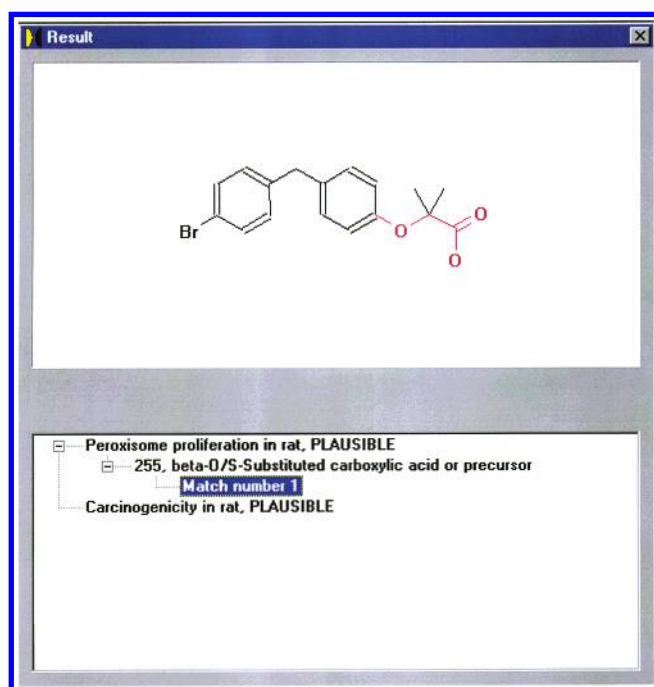 Result
Br
O
O
O
Peroxisome proliferation in rat, PLAUSIBLE
255, beta-O/S-Substituted carboxylic acid or precursor
Match number 1
Carcinogenicity in rat, PLAUSIBLE